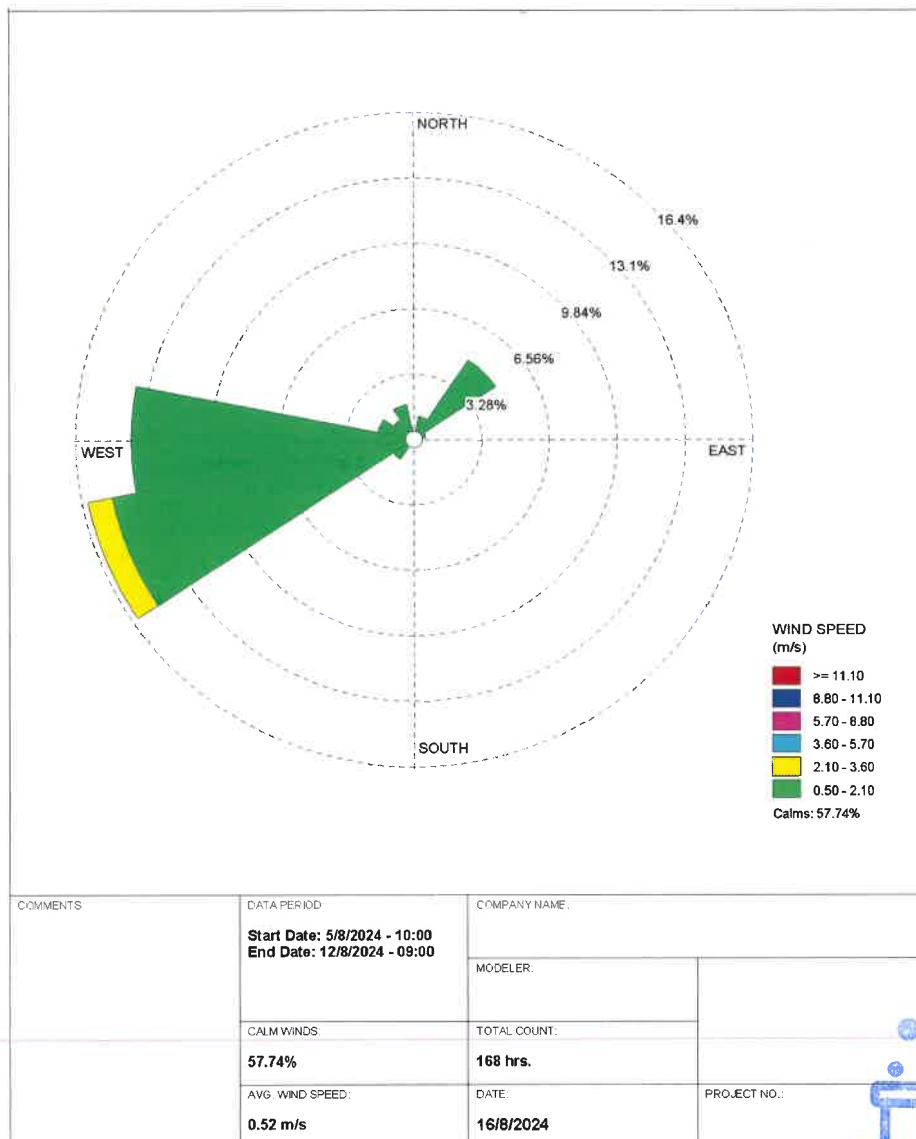 NORTH
16.4%
13.1%
9.84%
6.56%
3.28%
WEST
EAST
SOUTH
WIND SPEED
(m/s)
>= 11.10
8.80 - 11.10
5.70 - 8.80
3.60 - 5.70
2.10 - 3.60
0.50 - 2.10
Calms: 57.74%
COMMENTS
DATA PERIOD
Start Date: 5/8/2024 - 10:00
End Date: 12/8/2024 - 09:00
COMPANY NAME:
MODELER:
CALM WINDS:
57.74%
TOTAL COUNT:
168 hrs.
AVG. WIND SPEED:
0.52 m/s
DATE:
16/8/2024
PROJECT NO.: